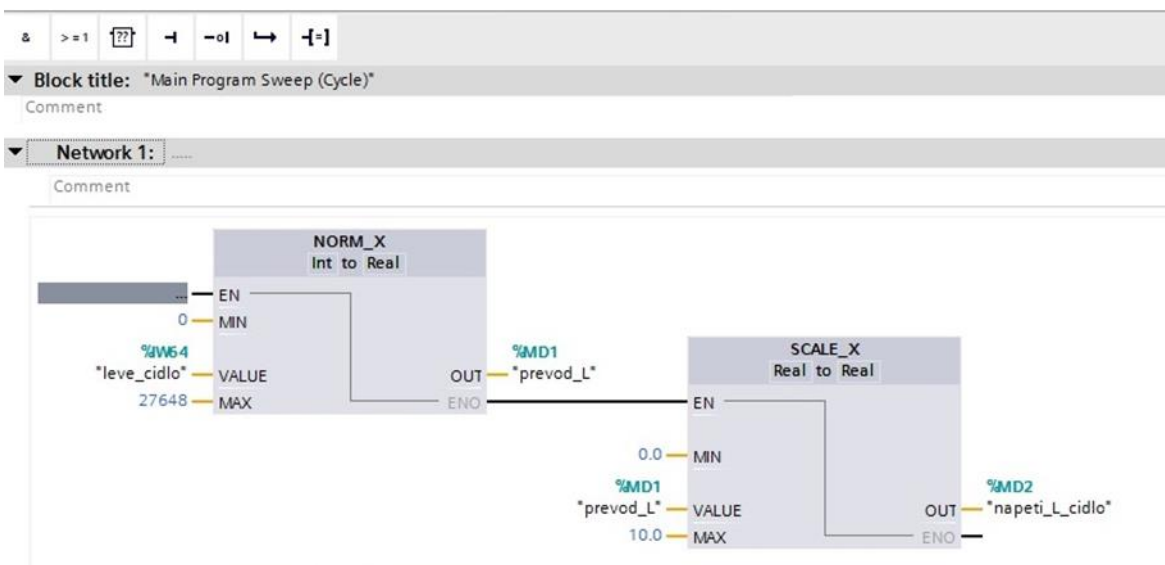 & >=1 ??
Block title: "Main Program Sweep (Cycle)"
Comment
Network 1: .....
Comment
NORM_X
Int to Real
... EN
0 MIN
%IW64
"leve_cidlo" VALUE
27648 MAX
%MD1
OUT "prevod_L"
ENO
SCALE_X
Real to Real
EN
0.0 MIN
%MD1
"prevod_L" VALUE
10.0 MAX
%MD2
OUT "napeti_L_cidlo"
ENO